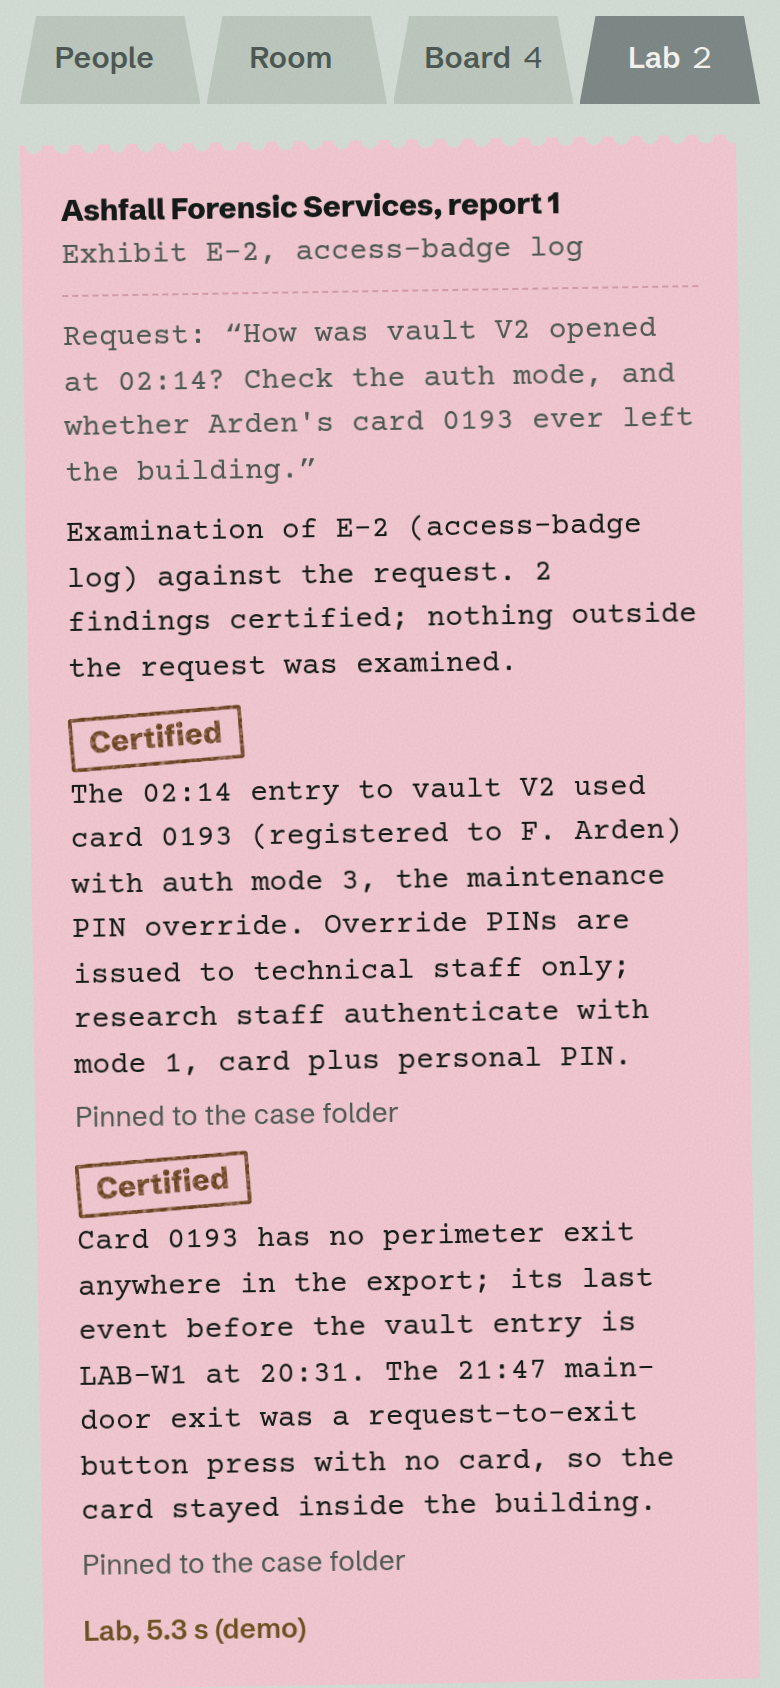 People
Room
Board 4
Lab 2
Ashfall Forensic Services, report 1
Exhibit E-2, access-badge log
Request: “How was vault V2 opened
at 02:14? Check the auth mode, and
whether Arden's card 0193 ever left
the building.”
Examination of E-2 (access-badge
log) against the request. 2
findings certified; nothing outside
the request was examined.
Certified
The 02:14 entry to vault V2 used
card 0193 (registered to F. Arden)
with auth mode 3, the maintenance
PIN override. Override PINs are
issued to technical staff only;
research staff authenticate with
mode 1, card plus personal PIN.
Pinned to the case folder
Certified
Card 0193 has no perimeter exit
anywhere in the export; its last
event before the vault entry is
LAB-W1 at 20:31. The 21:47 main-
door exit was a request-to-exit
button press with no card, so the
card stayed inside the building.
Pinned to the case folder
Lab, 5.3 s (demo)